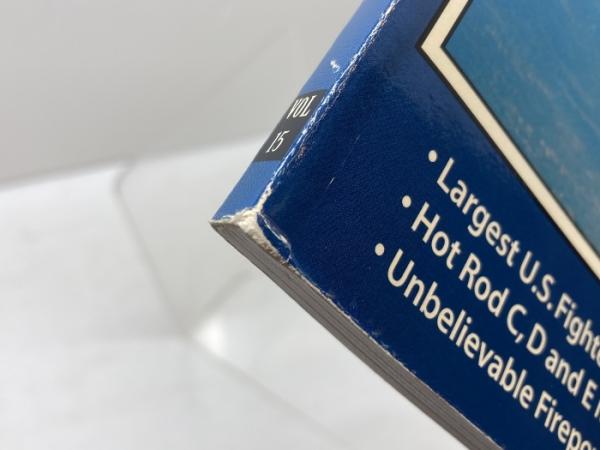 VOL
15
• Largest U.S. Fighte
• Hot Rod C, D and E
• Unbelievable Firepo